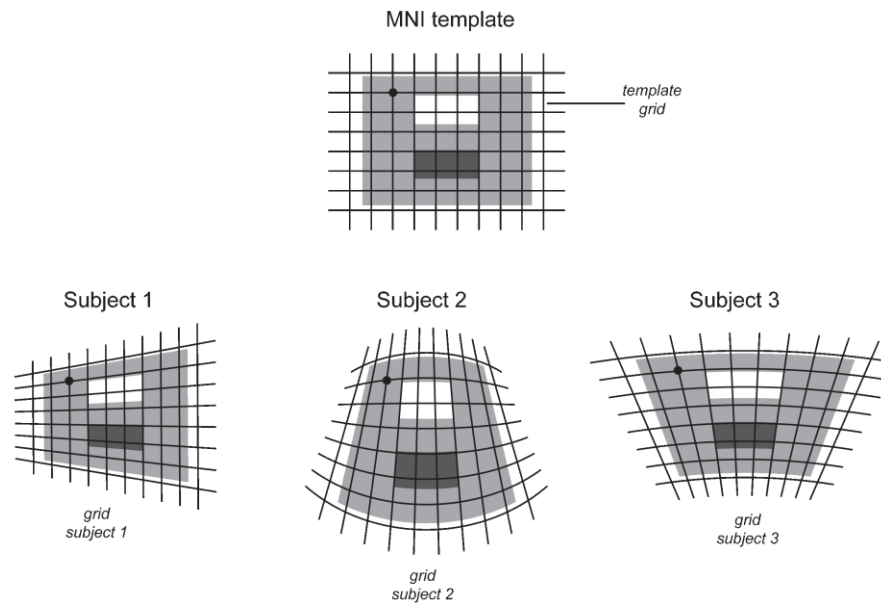 MNI template
template
grid
Subject 1
Subject 2
Subject 3
grid
subject 1
grid
subject 2
grid
subject 3